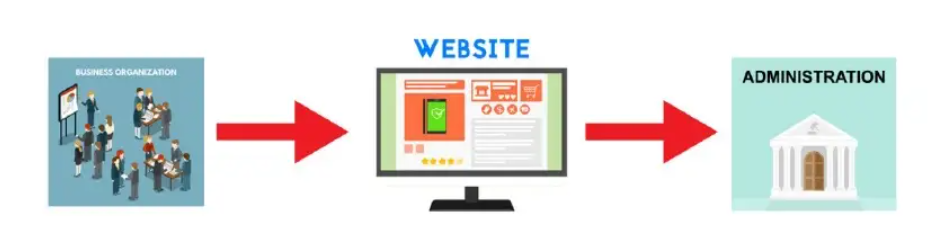 BUSINESS ORGANIZATION
WEBSITE
ADMINISTRATION